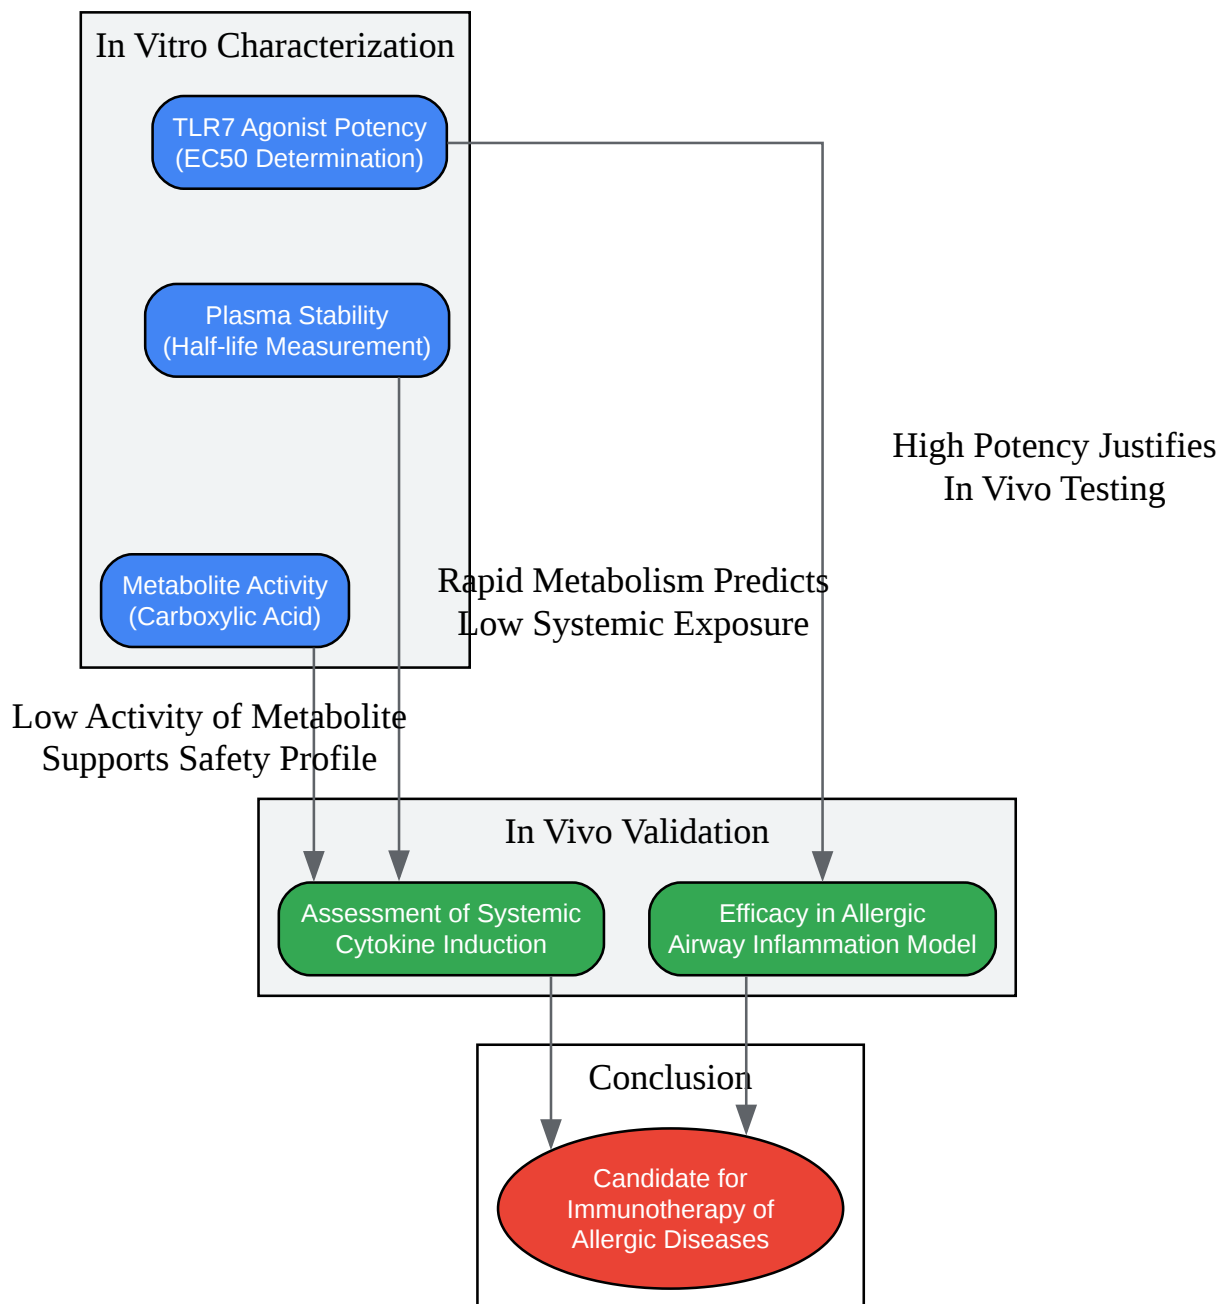 In Vitro Characterization
TLR7 Agonist Potency
(EC50 Determination)
Plasma Stability
(Half-life Measurement)
High Potency Justifies
In Vivo Testing
Metabolite Activity
(Carboxylic Acid)
Rapid Metabolism Predicts
Low Systemic Exposure
Low Activity of Metabolite
Supports Safety Profile
In Vivo Validation
Assessment of Systemic
Cytokine Induction
Efficacy in Allergic
Airway Inflammation Model
Conclusion
Candidate for
Immunotherapy of
Allergic Diseases